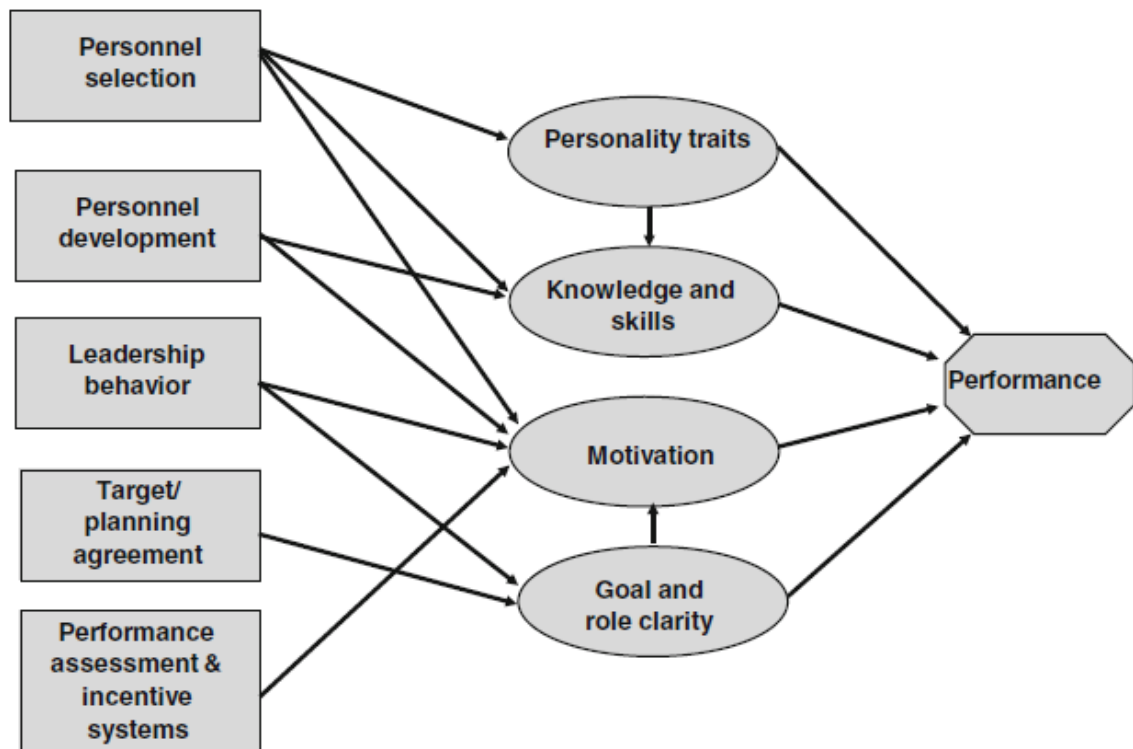 Personnel
selection
Personnel
development
Leadership
behavior
Target/
planning
agreement
Performance
assessment &
incentive
systems
Personality traits
Knowledge and
skills
Motivation
Goal and
role clarity
Performance